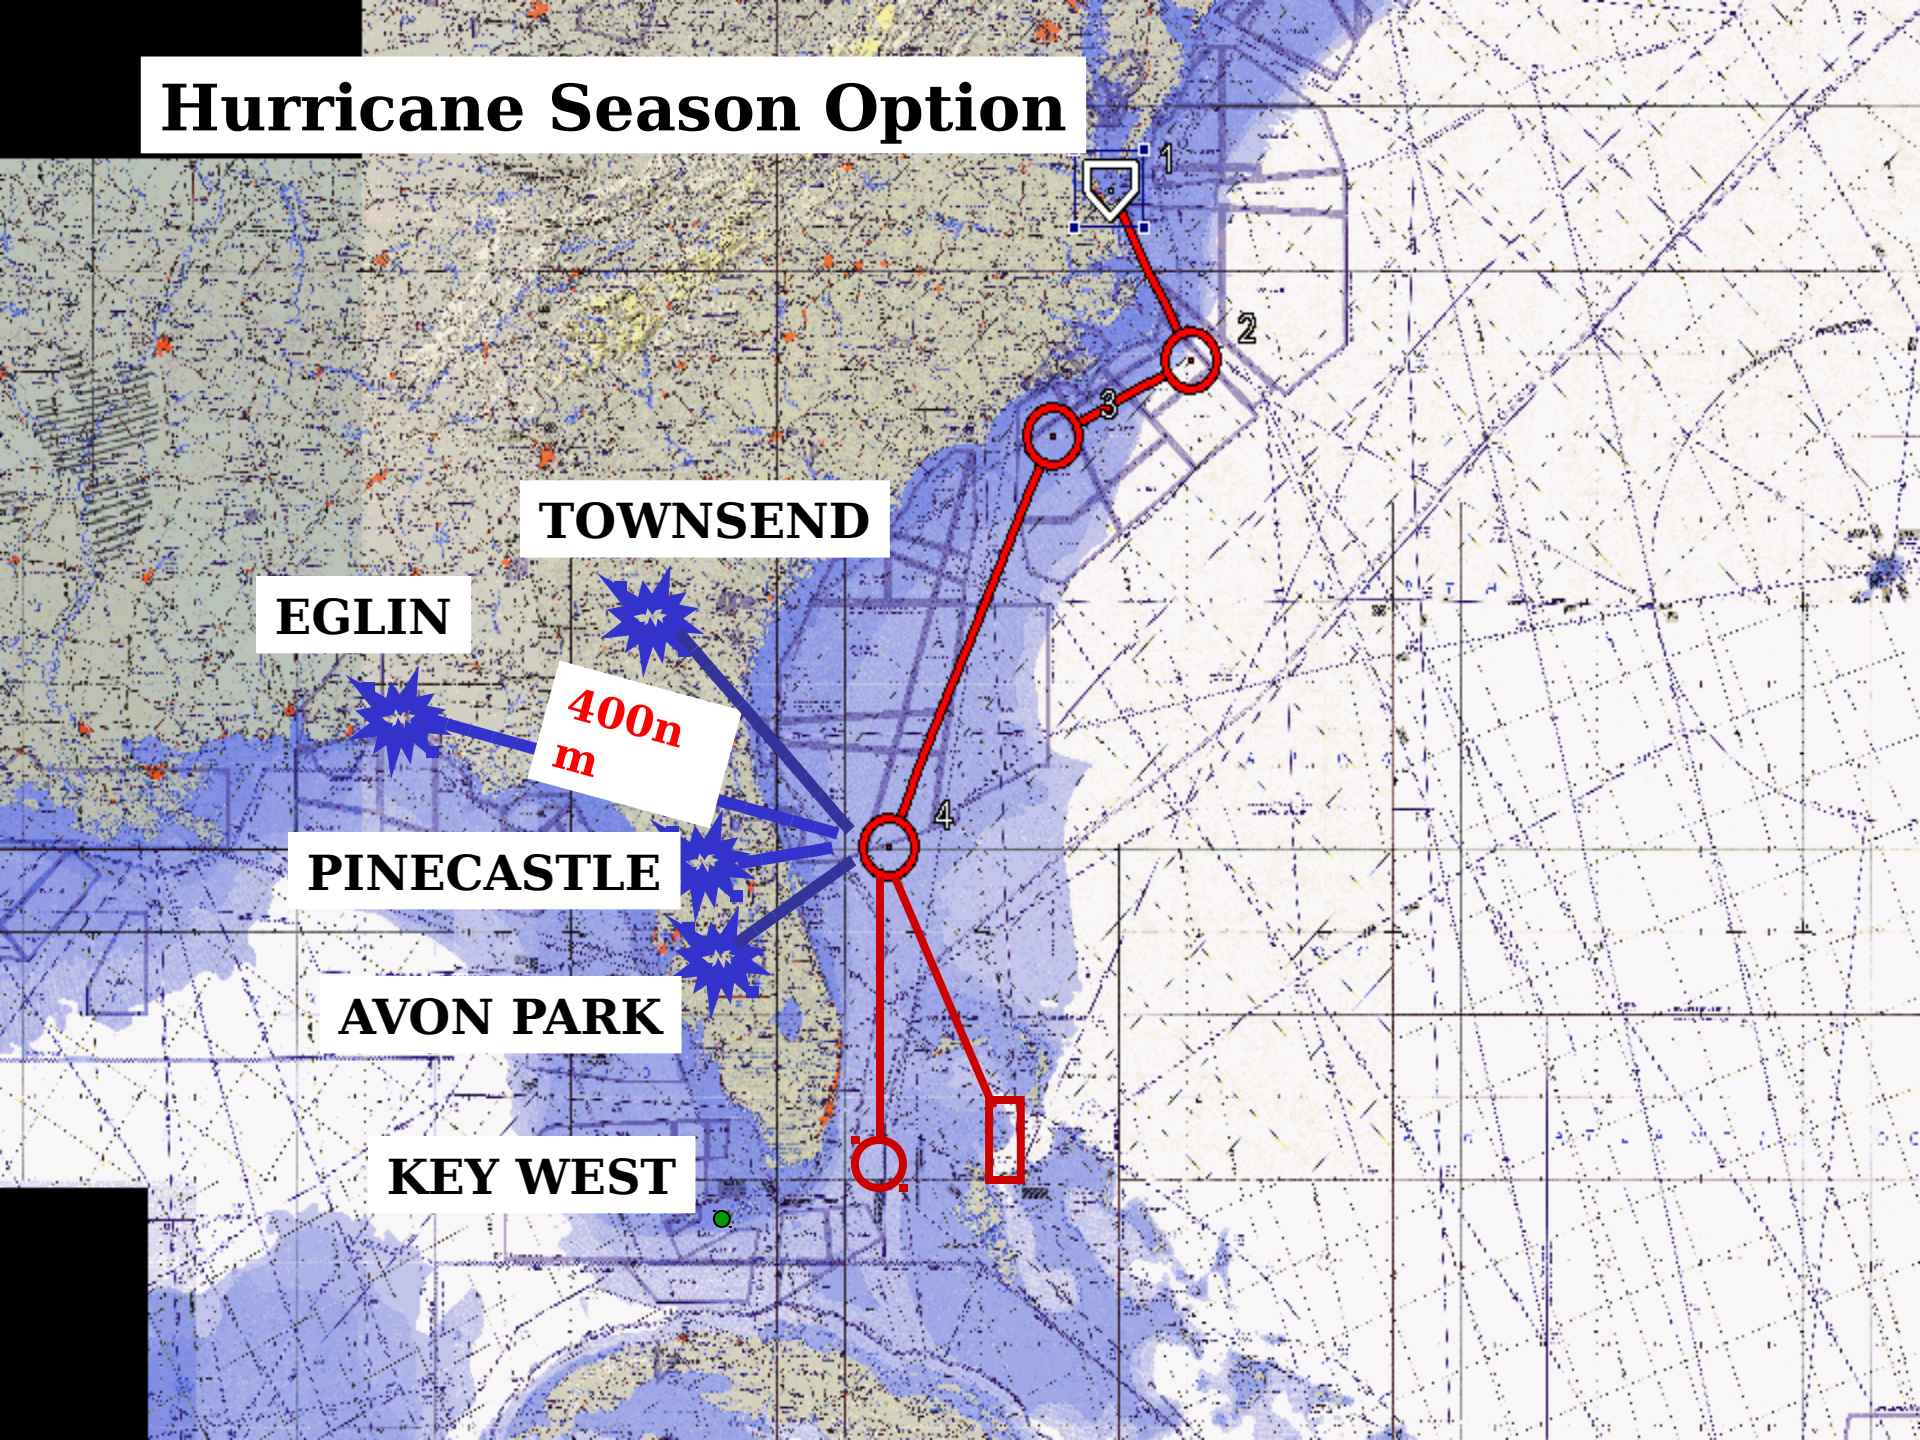 Hurricane Season Option
1
2
3
TOWNSEND
EGLIN
400n
m
4
PINECASTLE
AVON PARK
KEY WEST